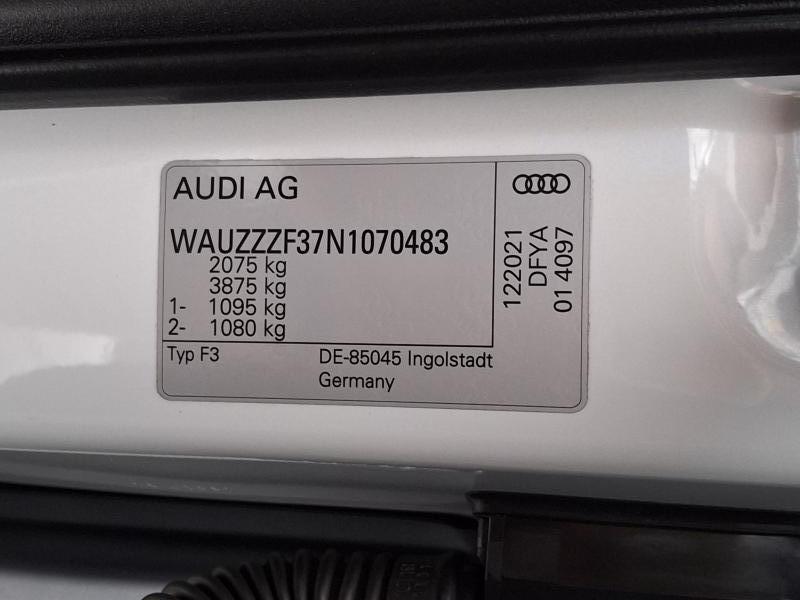 AUDI AG
WAUZZZF37N1070483
2075 kg
3875 kg
1- 1095 kg
2- 1080 kg
Typ F3
DE-85045 Ingolstadt
Germany
122021
DFYA
01 4097